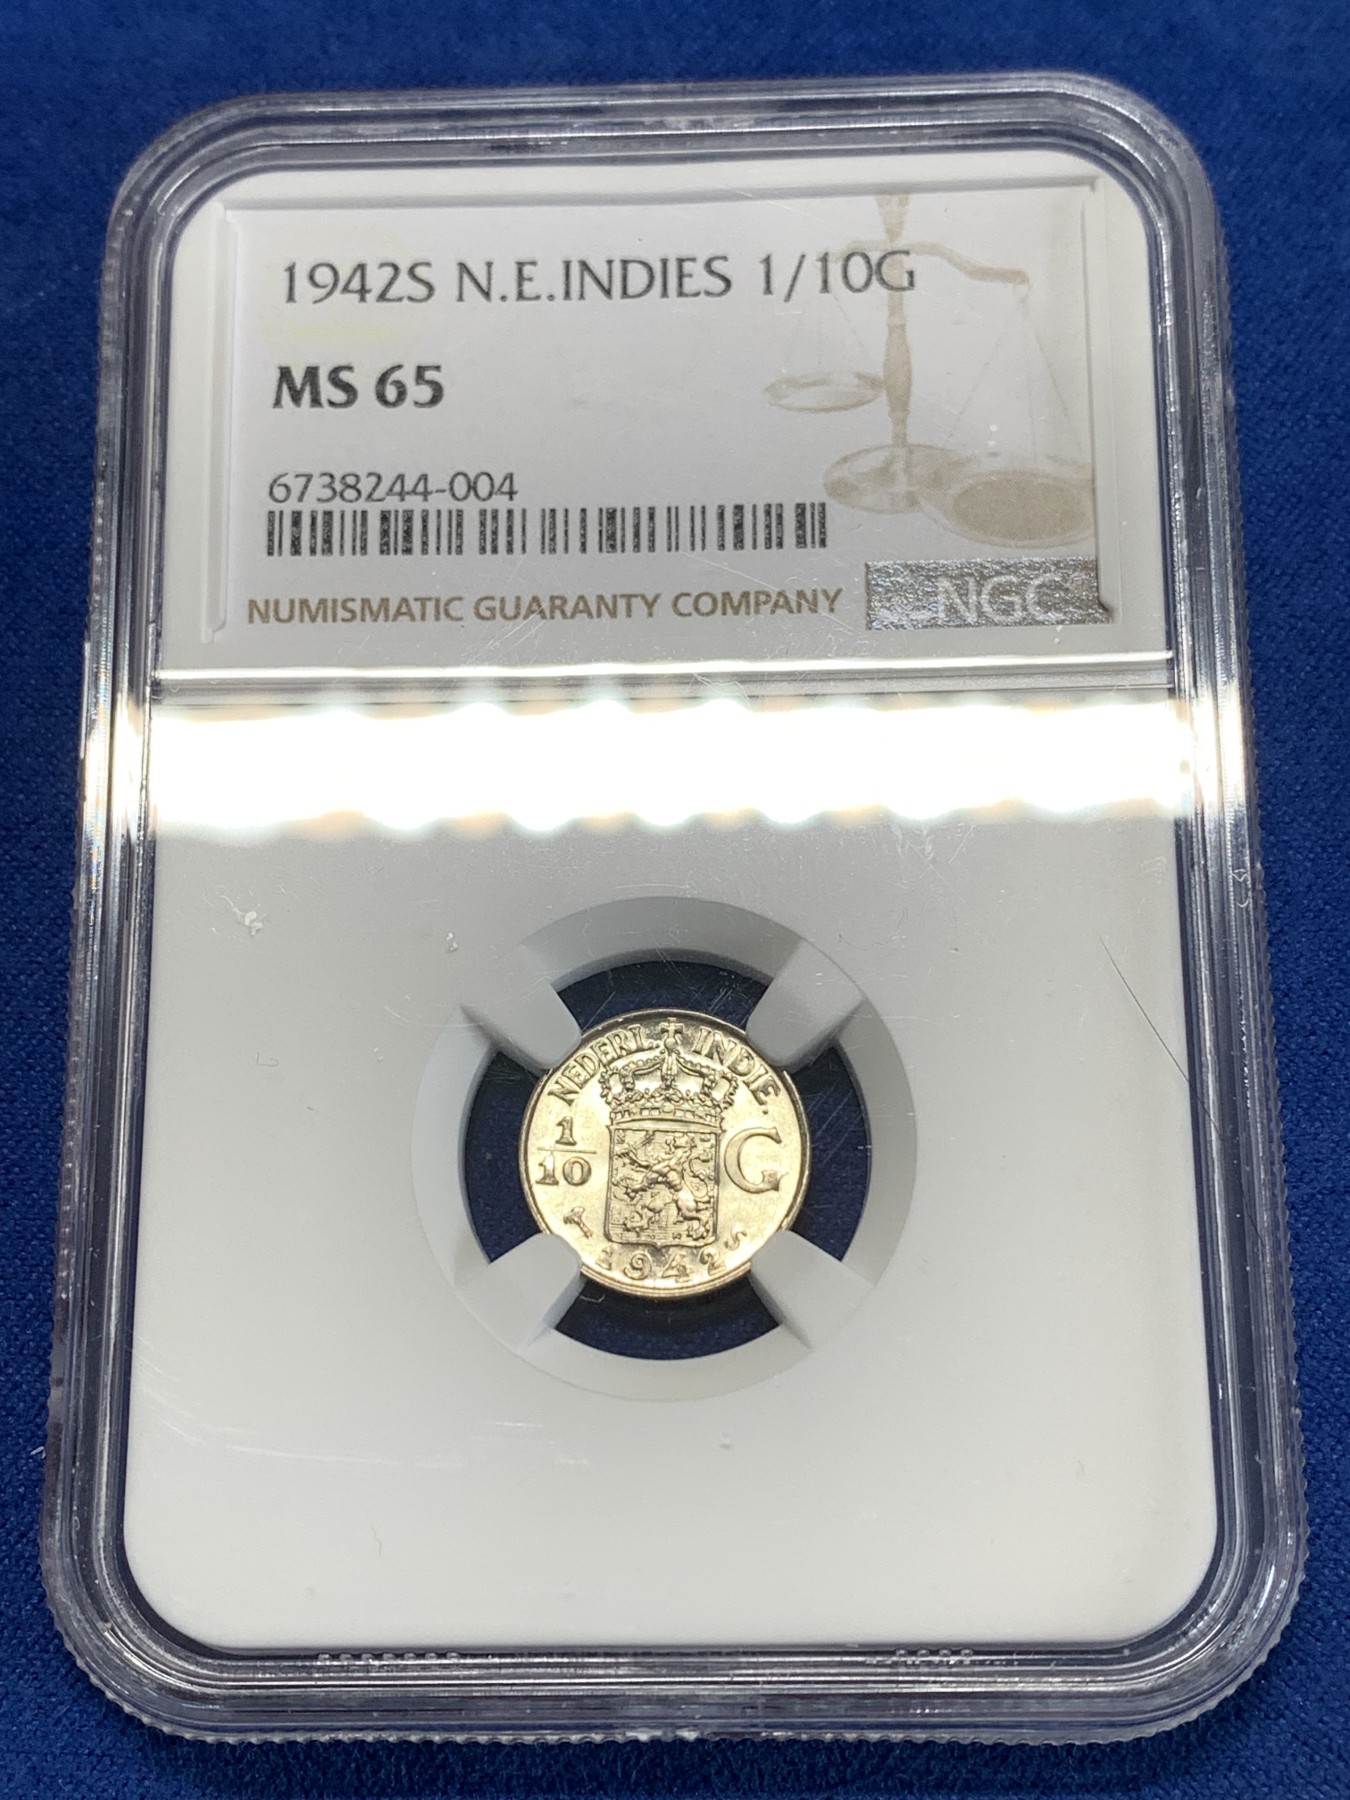 1942S N.E.INDIES 1/10G
MS 65
6738244-004
NUMISMATIC GUARANTY COMPANY NGC
NEDERL. INDIE.
1/10 G
1942 S